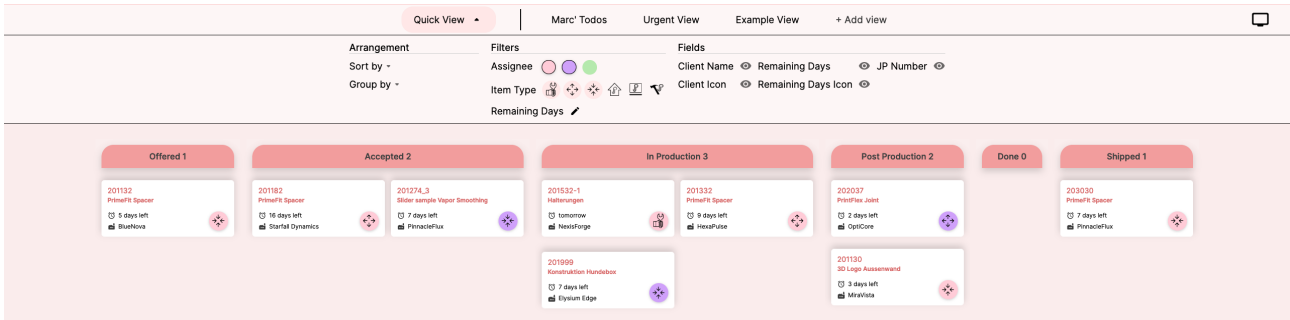 Quick View
Marc' Todos
Urgent View
Example View
+ Add view
Arrangement
Sort by
Group by
Filters
Assignee
Item Type
Remaining Days
Fields
Client Name
Remaining Days
JP Number
Client Icon
Remaining Days Icon
Offered 1
201132
PrimeFit Spacer
5 days left
BlueNova
Accepted 2
201182
PrimeFit Spacer
16 days left
Starfall Dynamics
201274_3
Slider sample Vapor Smoothing
7 days left
PinnacleFlux
In Production 3
201532-1
Halterungen
tomorrow
NexisForge
201332
PrimeFit Spacer
9 days left
HexaPulse
201999
Konstruktion Hundebox
7 days left
Elysium Edge
Post Production 2
202037
PrintFlex Joint
2 days left
OptiCore
201130
3D Logo Aussenwand
3 days left
MiraVista
Done 0
Shipped 1
203030
PrimeFit Spacer
7 days left
PinnacleFlux